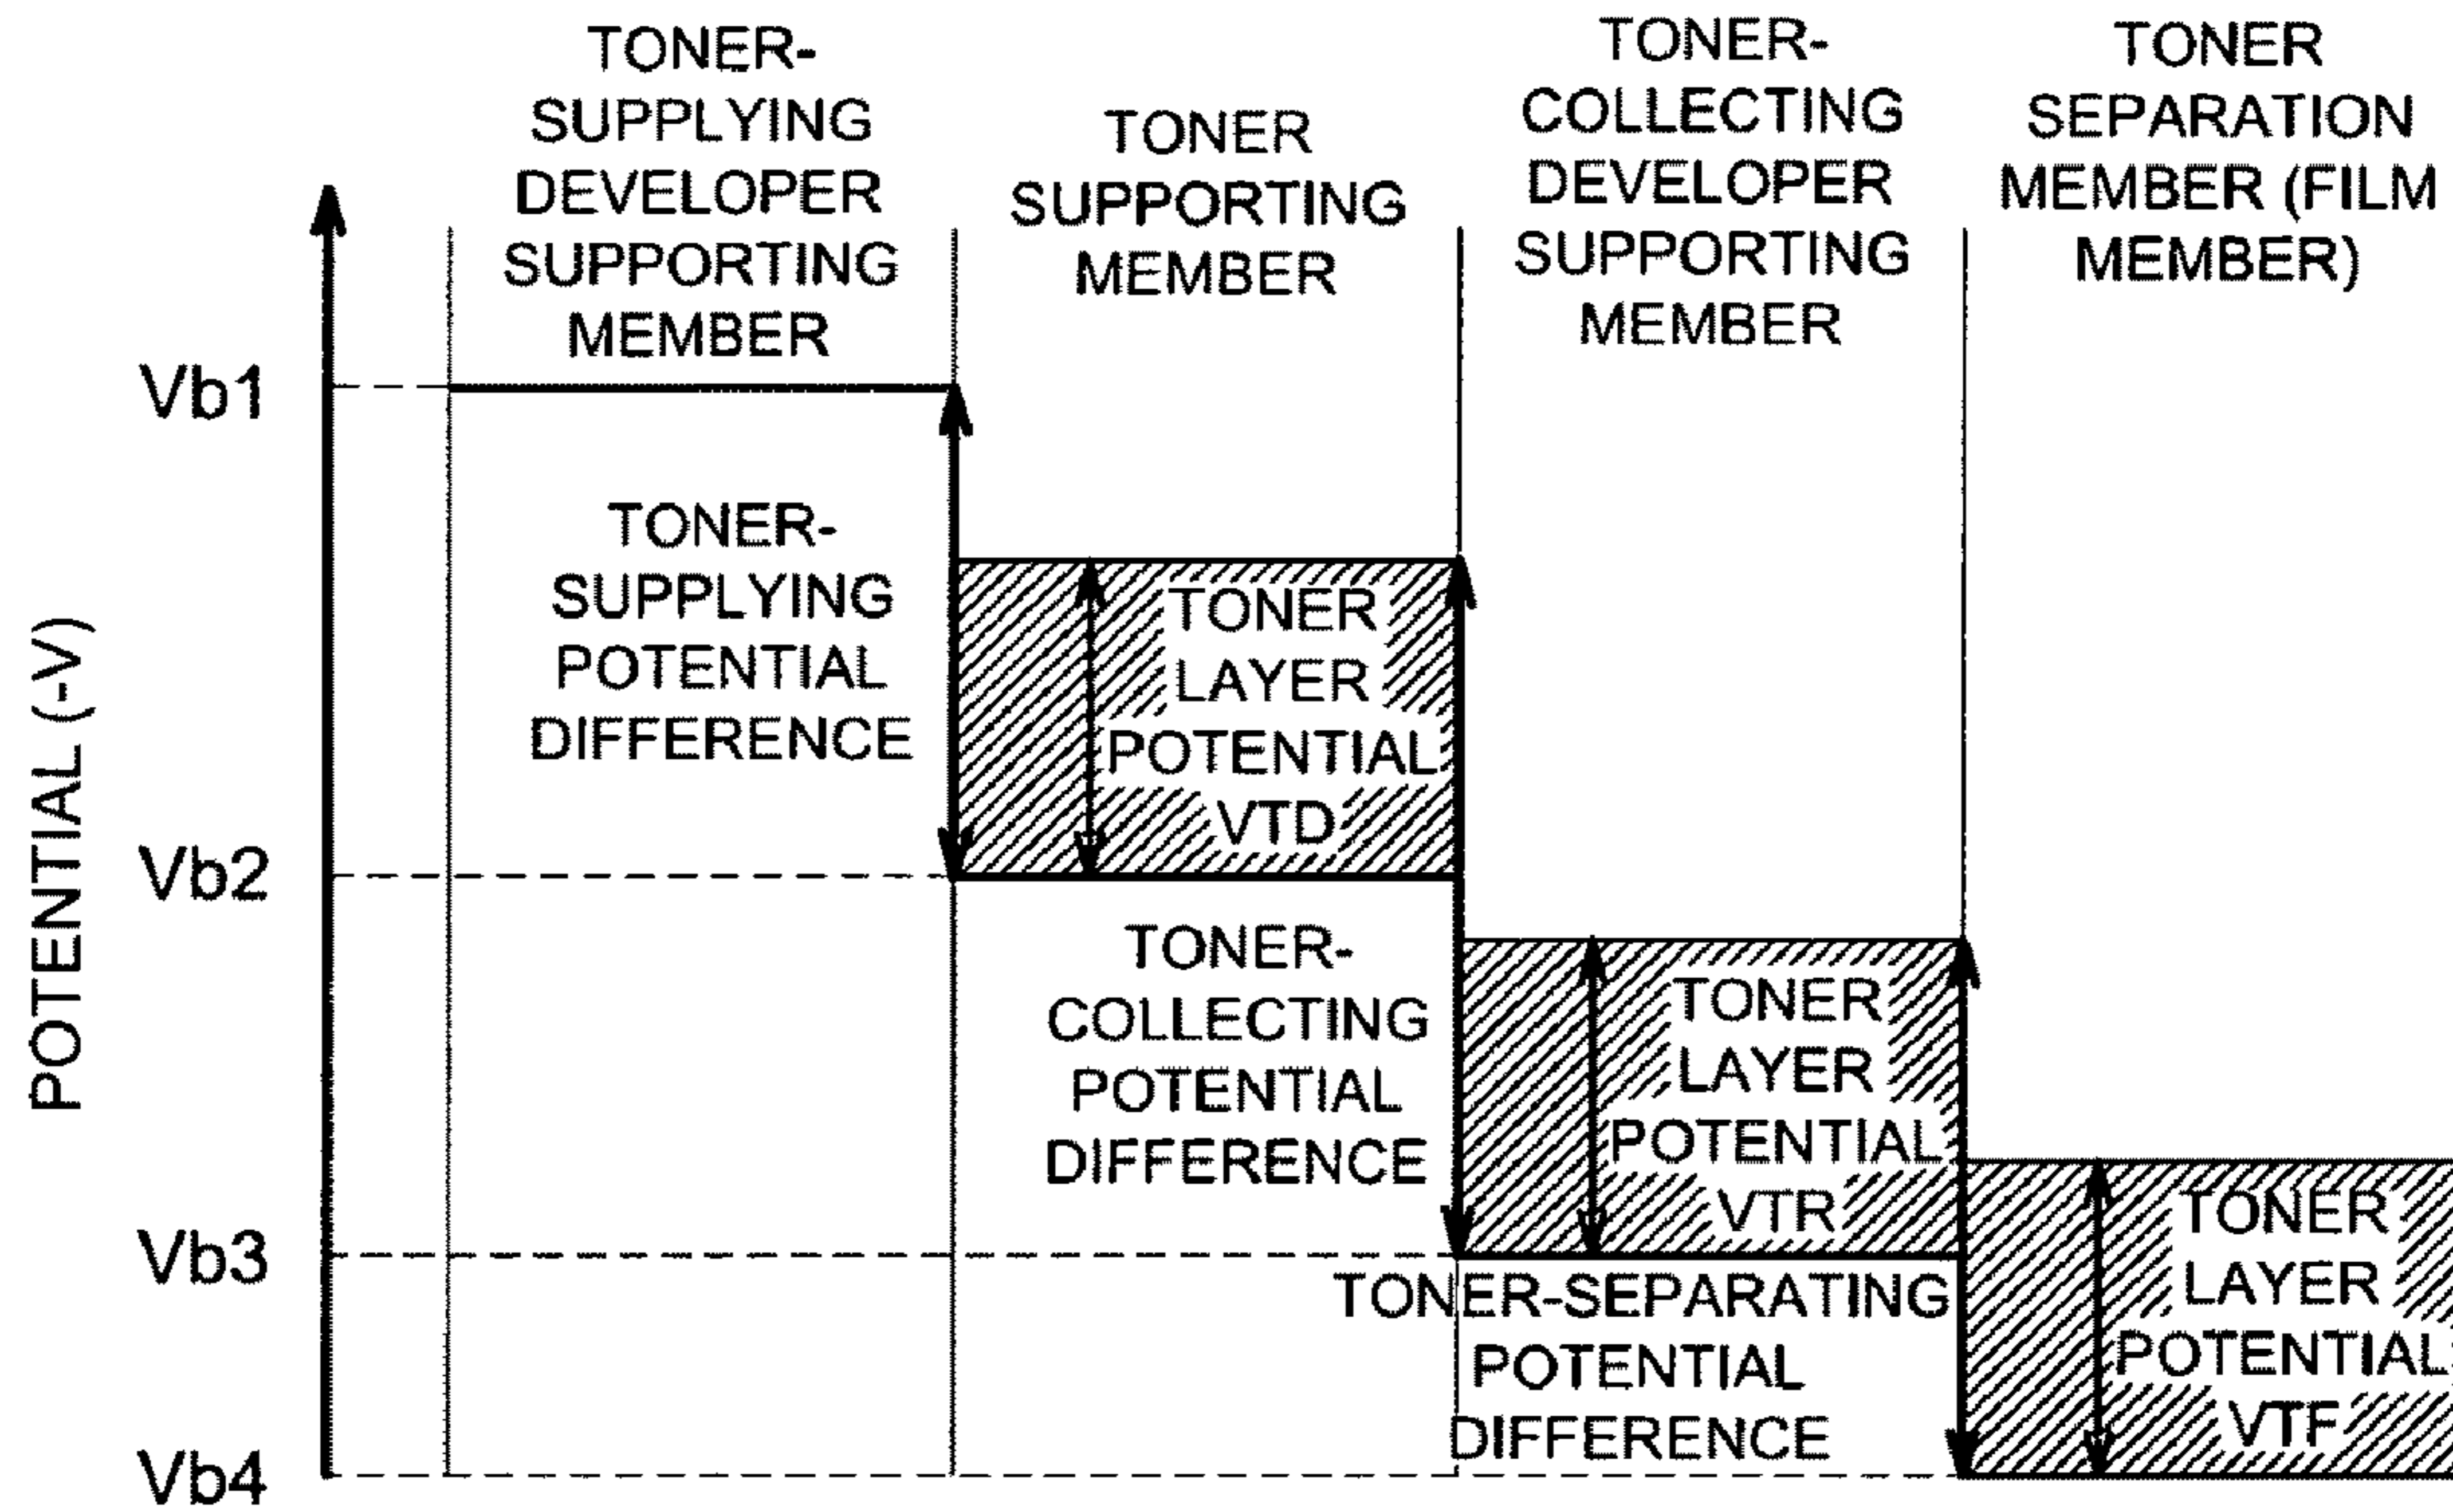 TONER-
SUPPLYING
DEVELOPER
SUPPORTING
MEMBER
TONER
SUPPORTING
MEMBER
TONER-
COLLECTING
DEVELOPER
SUPPORTING
MEMBER
TONER
SEPARATION
MEMBER (FILM
MEMBER)
POTENTIAL (-V)
Vb1
Vb2
Vb3
Vb4
TONER-
SUPPLYING
POTENTIAL
DIFFERENCE
TONER
LAYER
POTENTIAL
VTD
TONER-
COLLECTING
POTENTIAL
DIFFERENCE
TONER
LAYER
POTENTIAL
VTR
TONER-SEPARATING
POTENTIAL
DIFFERENCE
TONER
LAYER
POTENTIAL
VTF